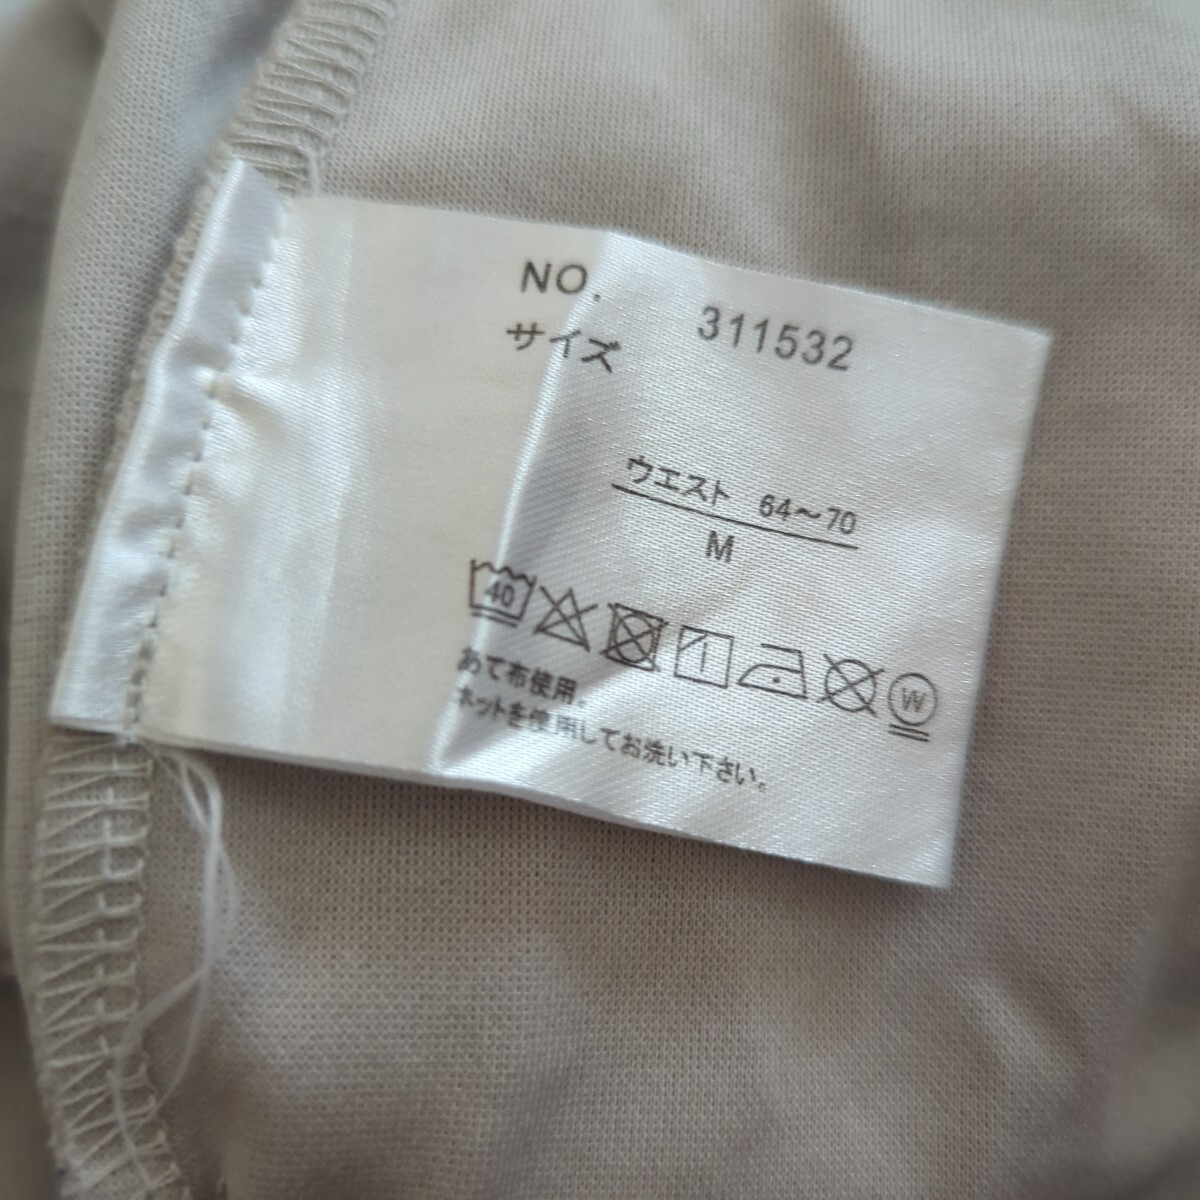 NO. 311532
サイズ
ウエスト 64～70
M
40
W
あて布使用。
ネットを使用してお洗い下さい。